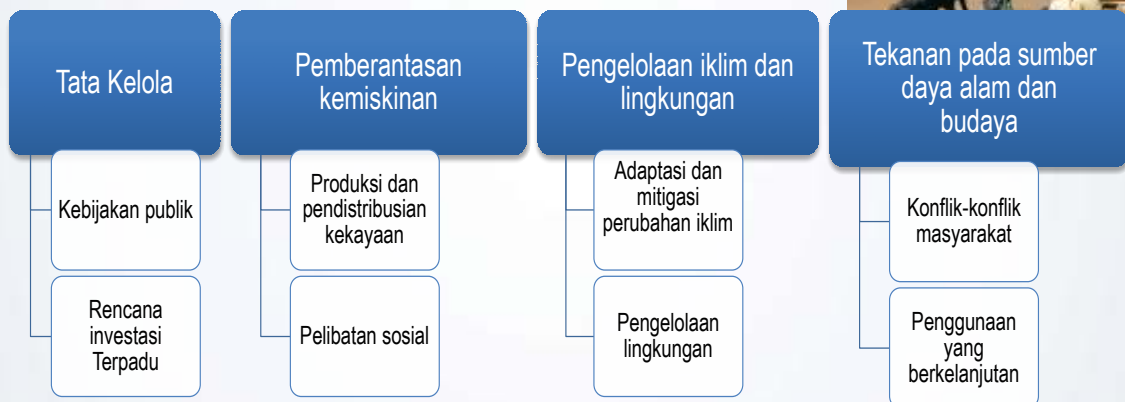 Tata Kelola
Kebijakan publik
Rencana
investasi
Terpadu
Pemberantasan
kemiskinan
Produksi dan
pendistribusian
kekayaan
Pelibatan sosial
Pengelolaan iklim dan
lingkungan
Adaptasi dan
mitigasi
perubahan iklim
Pengelolaan
lingkungan
Tekanan pada sumber
daya alam dan
budaya
Konflik-konflik
masyarakat
Penggunaan
yang
berkelanjutan